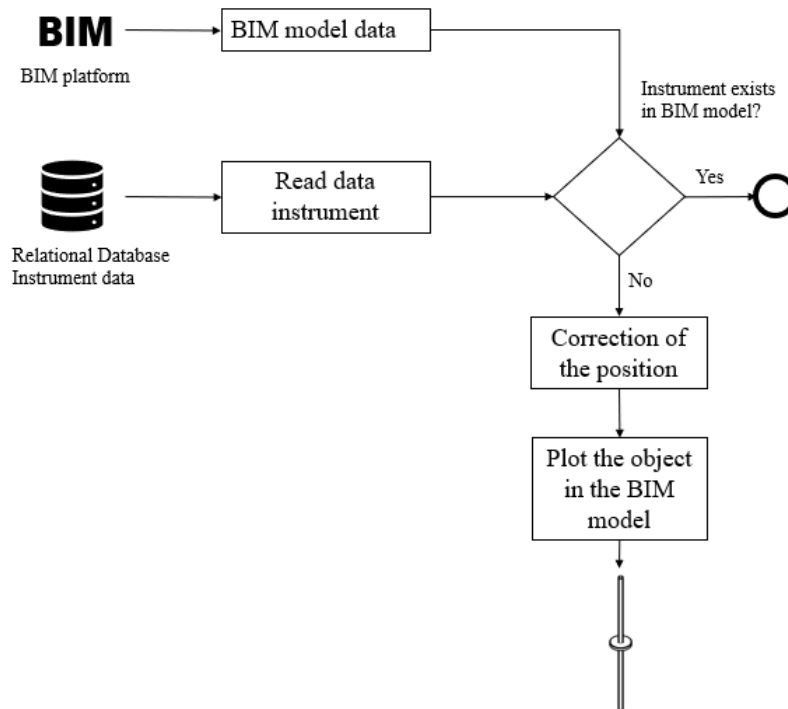 BIM
BIM model data
BIM platform
Instrument exists
in BIM model?
Read data
instrument
Yes
Relational Database
Instrument data
No
Correction of
the position
Plot the object
in the BIM
model